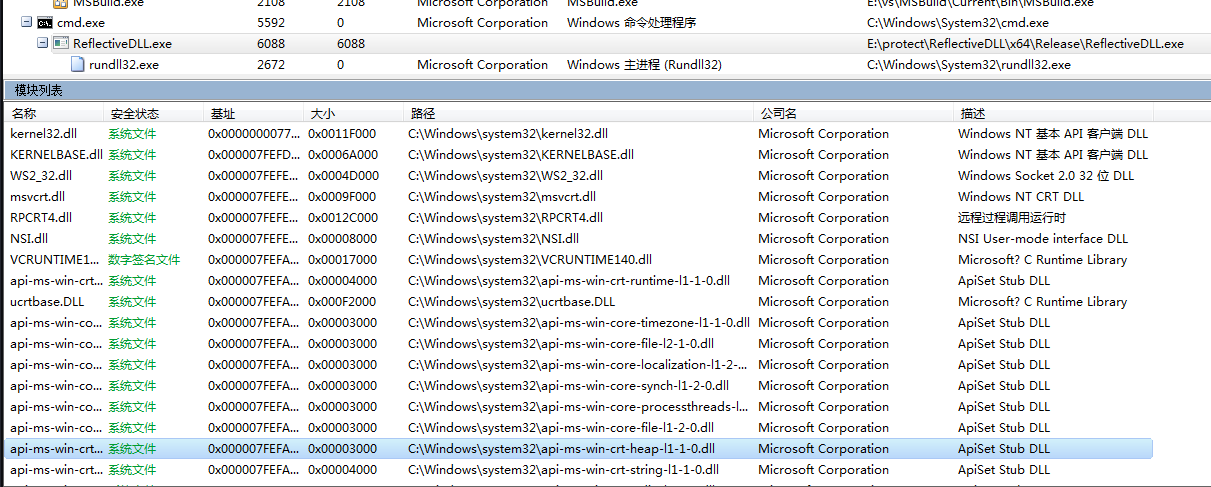 MSBuild.exe 2108 2108 Microsoft Corporation MSBuild.exe E:\vs\MSBuild\Current\Bin\MSBuild.exe
cmd.exe 5592 0 Microsoft Corporation Windows 命令处理程序 C:\Windows\System32\cmd.exe
ReflectiveDLL.exe 6088 6088 E:\protect\ReflectiveDLL\x64\Release\ReflectiveDLL.exe
rundll32.exe 2672 0 Microsoft Corporation Windows 主进程 (Rundll32) C:\Windows\System32\rundll32.exe
模块列表
名称 安全状态 基址 大小 路径 公司名 描述
kernel32.dll 系统文件 0x0000000077... 0x0011F000 C:\Windows\system32\kernel32.dll Microsoft Corporation Windows NT 基本 API 客户端 DLL
KERNELBASE.dll 系统文件 0x000007FEFD... 0x0006A000 C:\Windows\system32\KERNELBASE.dll Microsoft Corporation Windows NT 基本 API 客户端 DLL
WS2_32.dll 系统文件 0x000007FEFE... 0x0004D000 C:\Windows\system32\WS2_32.dll Microsoft Corporation Windows Socket 2.0 32 位 DLL
msvcrt.dll 系统文件 0x000007FEFE... 0x0009F000 C:\Windows\system32\msvcrt.dll Microsoft Corporation Windows NT CRT DLL
RPCRT4.dll 系统文件 0x000007FEFE... 0x0012C000 C:\Windows\system32\RPCRT4.dll Microsoft Corporation 远程过程调用运行时
NSI.dll 系统文件 0x000007FEFE... 0x00008000 C:\Windows\system32\NSI.dll Microsoft Corporation NSI User-mode interface DLL
VCRUNTIME1... 数字签名文件 0x000007FEFA... 0x00017000 C:\Windows\system32\VCRUNTIME140.dll Microsoft Corporation Microsoft? C Runtime Library
api-ms-win-crt... 系统文件 0x000007FEFA... 0x00004000 C:\Windows\system32\api-ms-win-crt-runtime-l1-1-0.dll Microsoft Corporation ApiSet Stub DLL
ucrtbase.DLL 系统文件 0x000007FEFA... 0x000F2000 C:\Windows\system32\ucrtbase.DLL Microsoft Corporation Microsoft? C Runtime Library
api-ms-win-co... 系统文件 0x000007FEFA... 0x00003000 C:\Windows\system32\api-ms-win-core-timezone-l1-1-0.dll Microsoft Corporation ApiSet Stub DLL
api-ms-win-co... 系统文件 0x000007FEFA... 0x00003000 C:\Windows\system32\api-ms-win-core-file-l2-1-0.dll Microsoft Corporation ApiSet Stub DLL
api-ms-win-co... 系统文件 0x000007FEFA... 0x00003000 C:\Windows\system32\api-ms-win-core-localization-l1-2-... Microsoft Corporation ApiSet Stub DLL
api-ms-win-co... 系统文件 0x000007FEFA... 0x00003000 C:\Windows\system32\api-ms-win-core-synch-l1-2-0.dll Microsoft Corporation ApiSet Stub DLL
api-ms-win-co... 系统文件 0x000007FEFA... 0x00003000 C:\Windows\system32\api-ms-win-core-processthreads-l... Microsoft Corporation ApiSet Stub DLL
api-ms-win-co... 系统文件 0x000007FEFA... 0x00003000 C:\Windows\system32\api-ms-win-core-file-l1-2-0.dll Microsoft Corporation ApiSet Stub DLL
api-ms-win-crt... 系统文件 0x000007FEFA... 0x00003000 C:\Windows\system32\api-ms-win-crt-heap-l1-1-0.dll Microsoft Corporation ApiSet Stub DLL
api-ms-win-crt... 系统文件 0x000007FEFA... 0x00004000 C:\Windows\system32\api-ms-win-crt-string-l1-1-0.dll Microsoft Corporation ApiSet Stub DLL